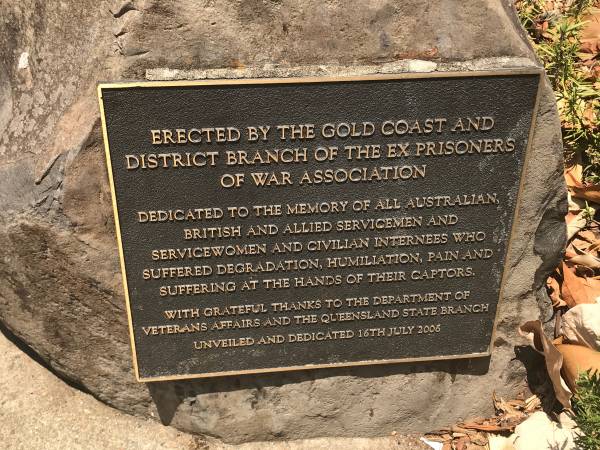 ERECTED BY THE GOLD COAST AND
DISTRICT BRANCH OF THE EX PRISONERS
OF WAR ASSOCIATION
DEDICATED TO THE MEMORY OF ALL AUSTRALIAN,
BRITISH AND ALLIED SERVICEMEN AND
SERVICEWOMEN AND CIVILIAN INTERNEES WHO
SUFFERED DEGRADATION, HUMILIATION, PAIN AND
SUFFERING AT THE HANDS OF THEIR CAPTORS.
WITH GRATEFUL THANKS TO THE DEPARTMENT OF
VETERANS AFFAIRS AND THE QUEENSLAND STATE BRANCH
UNVEILED AND DEDICATED 16TH JULY 2006